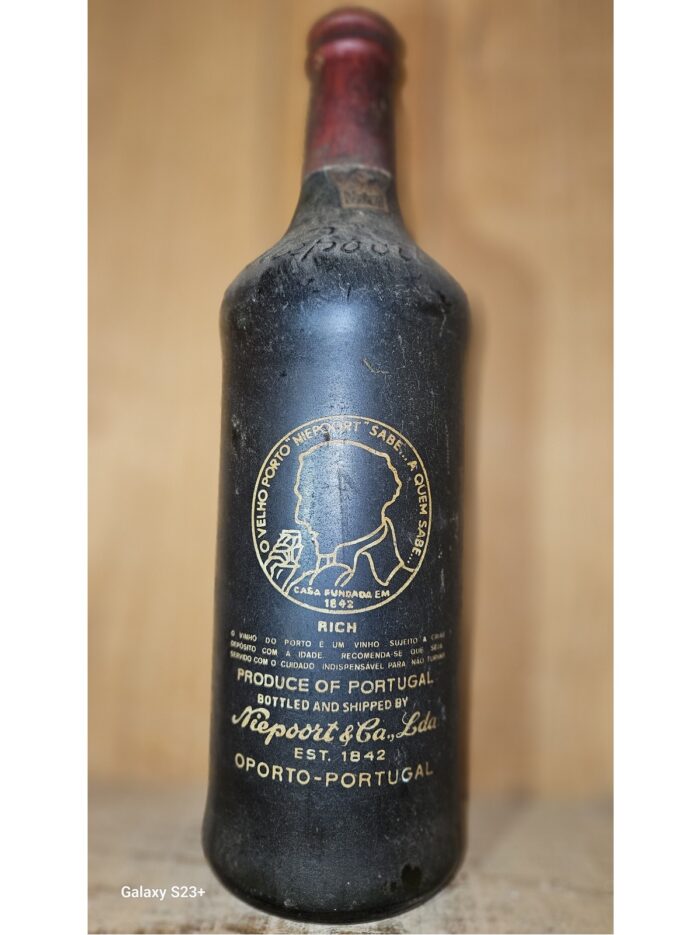 Niepoort
O VELHO PORTO "NIEPOORT" SABE... A QUEM SABE...
CASA FUNDADA EM
1842
RICH
O VINHO DO PORTO É UM VINHO SUJEITO A CRIAR
DEPÓSITO COM A IDADE. RECOMENDA-SE QUE SEJA
SERVIDO COM O CUIDADO INDISPENSÁVEL PARA NÃO TURVAR
PRODUCE OF PORTUGAL
BOTTLED AND SHIPPED BY
Niepoort & Ca., Lda
EST. 1842
OPORTO-PORTUGAL
Galaxy S23+